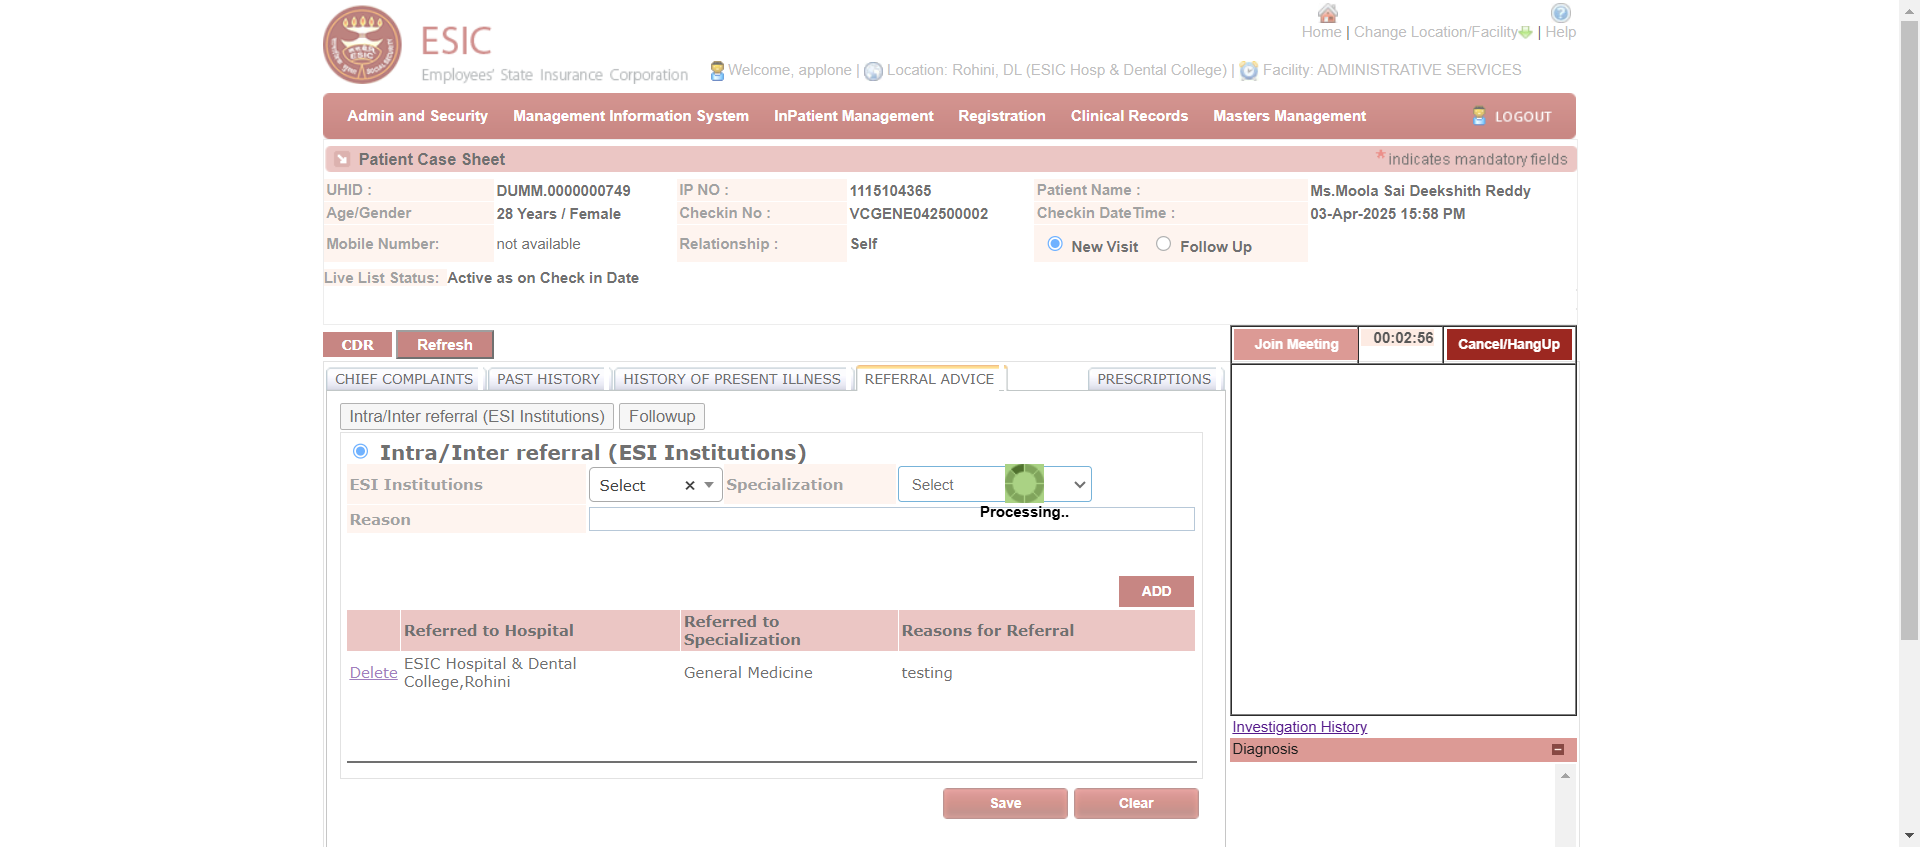 ESIC
Employees' State Insurance Corporation
Home | Change Location/Facility | Help
Welcome, applone | Location: Rohini, DL (ESIC Hosp & Dental College) | Facility: ADMINISTRATIVE SERVICES
Admin and Security Management Information System InPatient Management Registration Clinical Records Masters Management LOGOUT
Patient Case Sheet *indicates mandatory fields
UHID : DUMM.0000000749 IP NO : 1115104365 Patient Name : Ms.Moola Sai Deekshith Reddy
Age/Gender 28 Years / Female Checkin No : VCGENE042500002 Checkin DateTime : 03-Apr-2025 15:58 PM
Mobile Number: not available Relationship : Self New Visit Follow Up
Live List Status: Active as on Check in Date
CDR Refresh Join Meeting 00:02:56 Cancel/HangUp
CHIEF COMPLAINTS PAST HISTORY HISTORY OF PRESENT ILLNESS REFERRAL ADVICE PRESCRIPTIONS
Intra/Inter referral (ESI Institutions) Followup
Intra/Inter referral (ESI Institutions)
ESI Institutions Select × Specialization Select
Processing..
Reason
ADD
Referred to Hospital Referred to Specialization Reasons for Referral
Delete ESIC Hospital & Dental College,Rohini General Medicine testing
Investigation History
Diagnosis
Save Clear